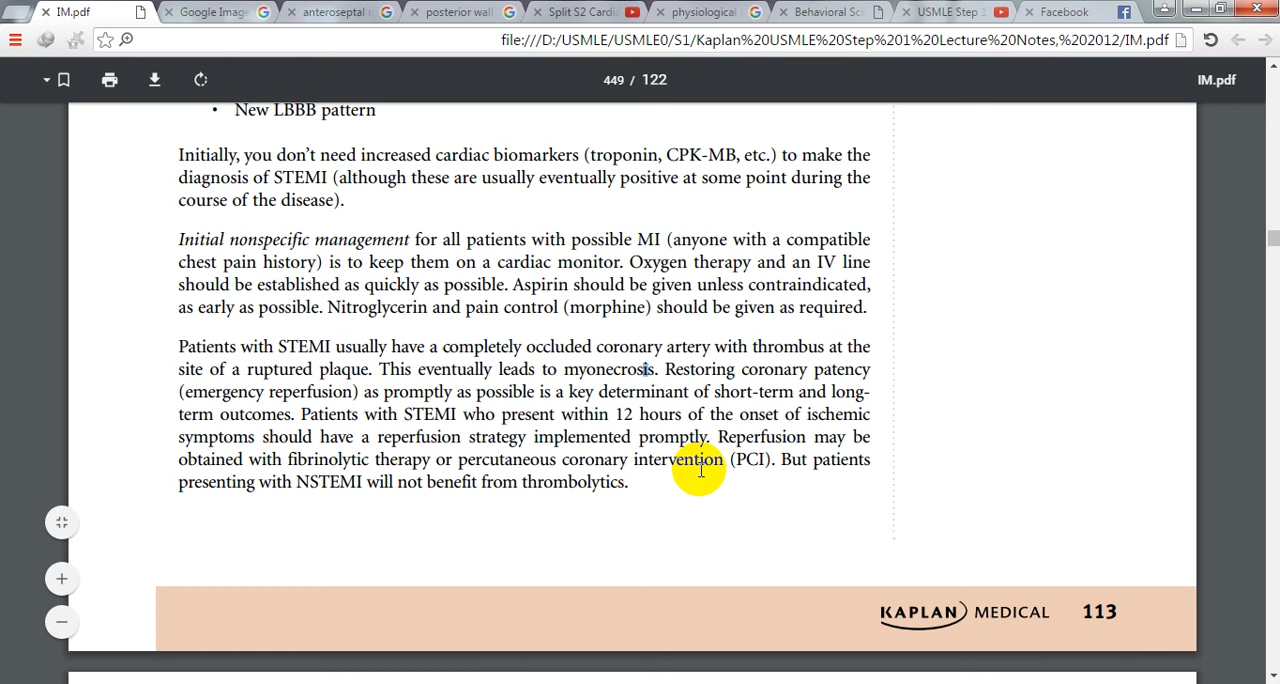 IM.pdf
Google Image
anteroseptal m
posterior wall
Split S2 Cardi
physiological
Behavioral Sci
USMLE Step 1
Facebook
file:///D:/USMLE/USMLE0/S1/Kaplan%20USMLE%20Step%201%20Lecture%20Notes,%202012/IM.pdf
449 / 122
IM.pdf
• New LBBB pattern
Initially, you don't need increased cardiac biomarkers (troponin, CPK-MB, etc.) to make the
diagnosis of STEMI (although these are usually eventually positive at some point during the
course of the disease).
Initial nonspecific management for all patients with possible MI (anyone with a compatible
chest pain history) is to keep them on a cardiac monitor. Oxygen therapy and an IV line
should be established as quickly as possible. Aspirin should be given unless contraindicated,
as early as possible. Nitroglycerin and pain control (morphine) should be given as required.
Patients with STEMI usually have a completely occluded coronary artery with thrombus at the
site of a ruptured plaque. This eventually leads to myonecrosis. Restoring coronary patency
(emergency reperfusion) as promptly as possible is a key determinant of short-term and long-
term outcomes. Patients with STEMI who present within 12 hours of the onset of ischemic
symptoms should have a reperfusion strategy implemented promptly. Reperfusion may be
obtained with fibrinolytic therapy or percutaneous coronary intervention (PCI). But patients
presenting with NSTEMI will not benefit from thrombolytics.
KAPLAN MEDICAL 113